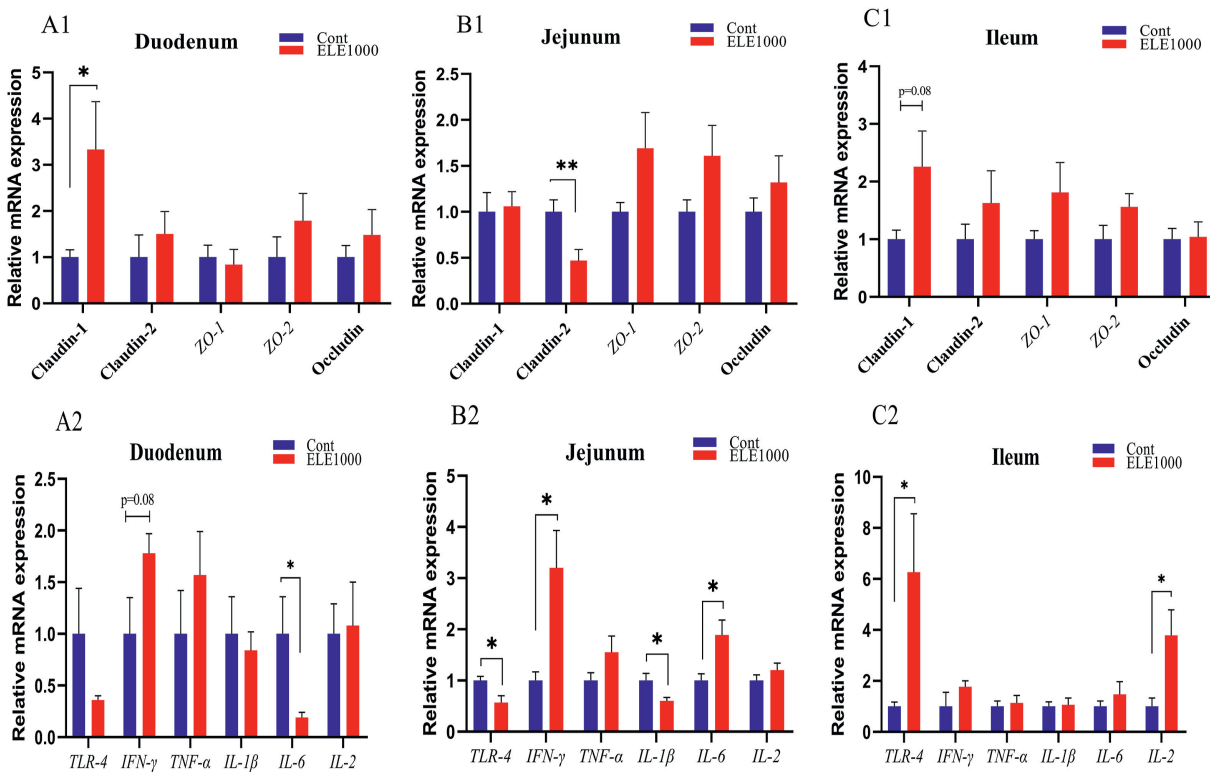 A1
Duodenum
Cont
ELE1000
Relative mRNA expression
5
4
3
2
1
0
*
Claudin-1
Claudin-2
ZO-1
ZO-2
Occludin
B1
Jejunum
Cont
ELE1000
Relative mRNA expression
2.5
2.0
1.5
1.0
0.5
0.0
**
Claudin-1
Claudin-2
ZO-1
ZO-2
Occludin
C1
Ileum
Cont
ELE1000
Relative mRNA expression
4
3
2
1
0
p=0.08
Claudin-1
Claudin-2
ZO-1
ZO-2
Occludin
A2
Duodenum
Cont
ELE1000
Relative mRNA expression
2.5
2.0
1.5
1.0
0.5
0.0
p=0.08
*
TLR-4
IFN-γ
TNF-α
IL-1β
IL-6
IL-2
B2
Jejunum
Cont
ELE1000
Relative mRNA expression
5
4
3
2
1
0
*
*
*
*
TLR-4
IFN-γ
TNF-α
IL-1β
IL-6
IL-2
C2
Ileum
Cont
ELE1000
Relative mRNA expression
10
8
6
4
2
0
*
*
TLR-4
IFN-γ
TNF-α
IL-1β
IL-6
IL-2